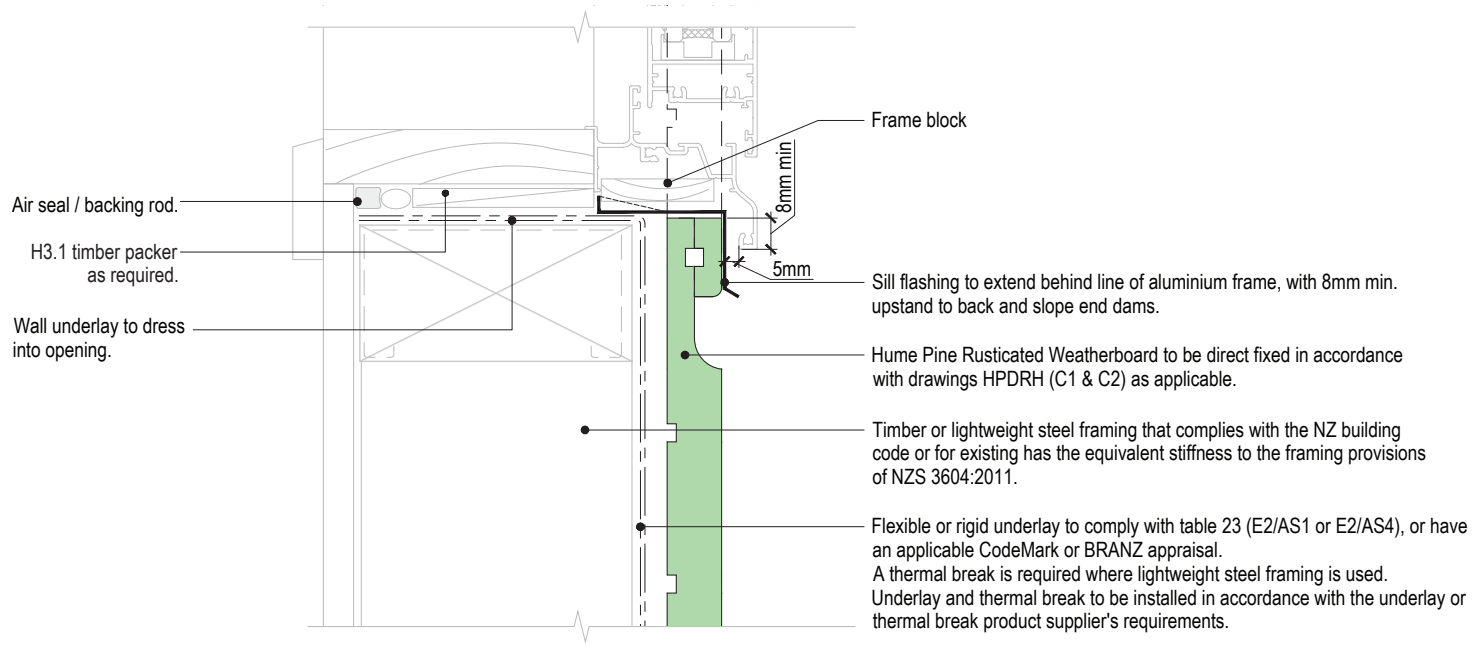 Frame block
8mm min
Air seal / backing rod.
H3.1 timber packer
as required.
5mm
Sill flashing to extend behind line of aluminium frame, with 8mm min.
upstand to back and slope end dams.
Wall underlay to dress
into opening.
Hume Pine Rusticated Weatherboard to be direct fixed in accordance
with drawings HPDRH (C1 & C2) as applicable.
Timber or lightweight steel framing that complies with the NZ building
code or for existing has the equivalent stiffness to the framing provisions
of NZS 3604:2011.
Flexible or rigid underlay to comply with table 23 (E2/AS1 or E2/AS4), or have
an applicable CodeMark or BRANZ appraisal.
A thermal break is required where lightweight steel framing is used.
Underlay and thermal break to be installed in accordance with the underlay or
thermal break product supplier's requirements.